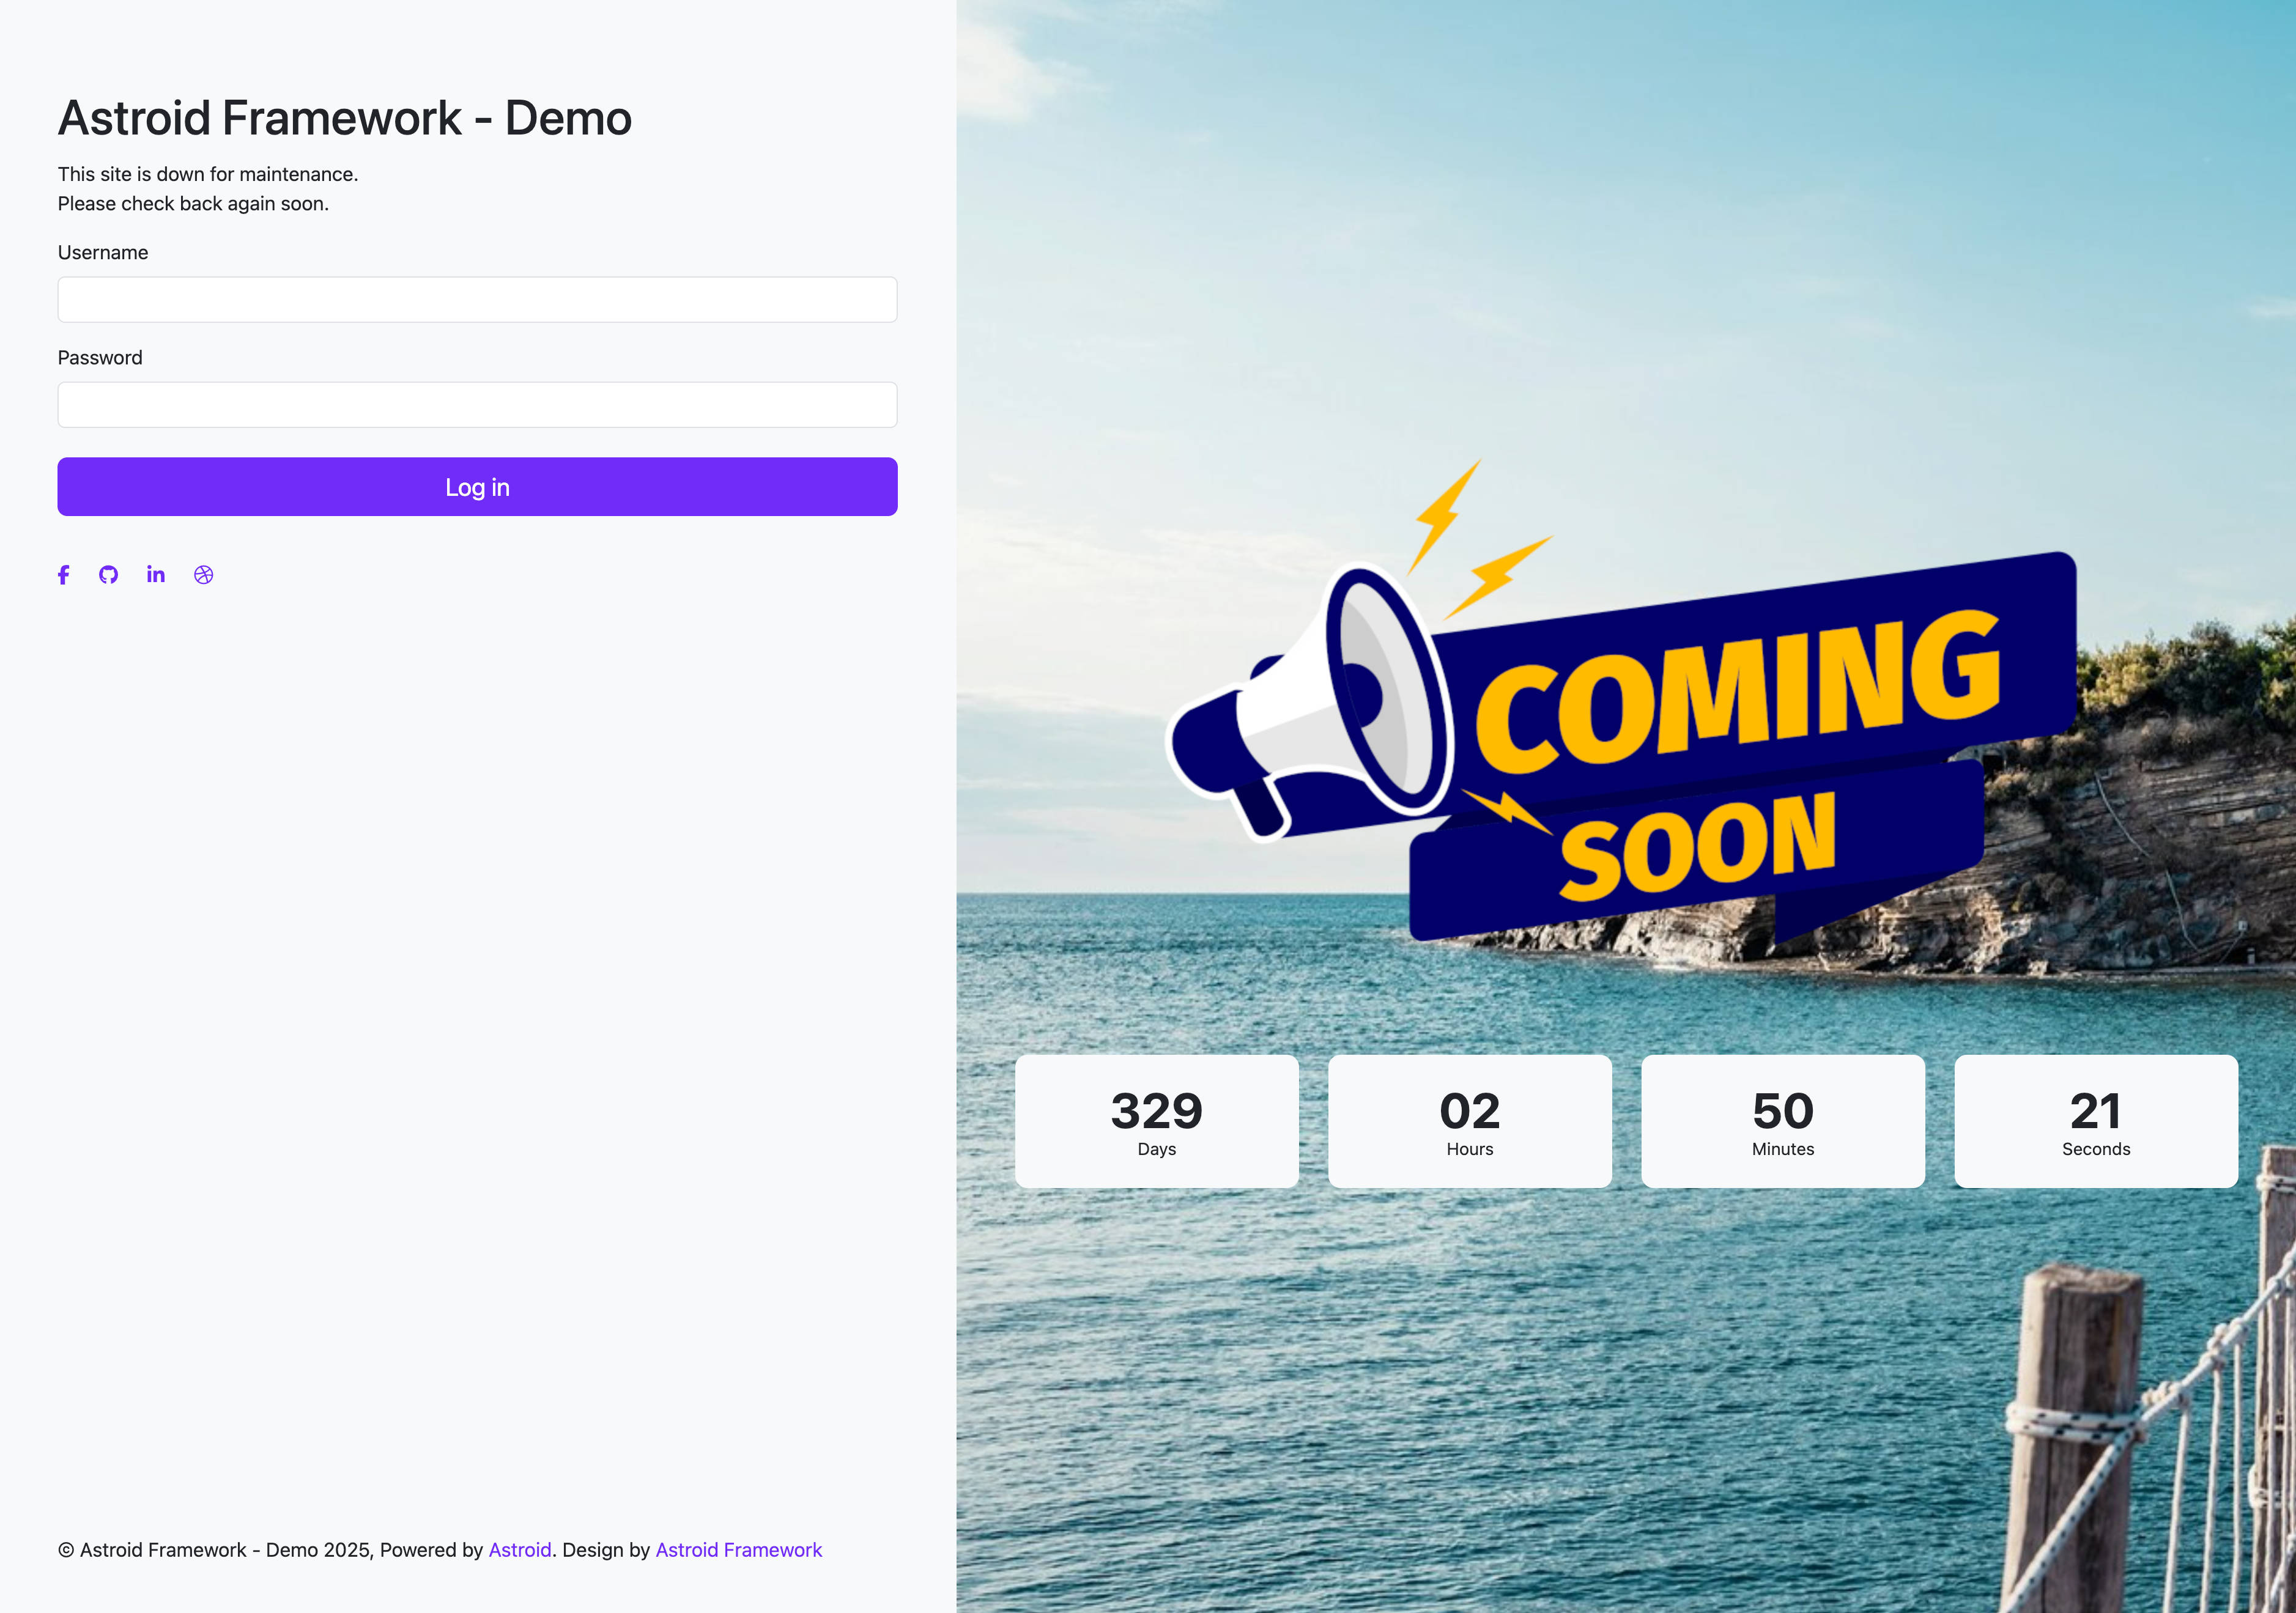 Astroid Framework - Demo
This site is down for maintenance.
Please check back again soon.
Username
Password
Log in
© Astroid Framework - Demo 2025, Powered by Astroid. Design by Astroid Framework
COMING
SOON
329
Days
02
Hours
50
Minutes
21
Seconds